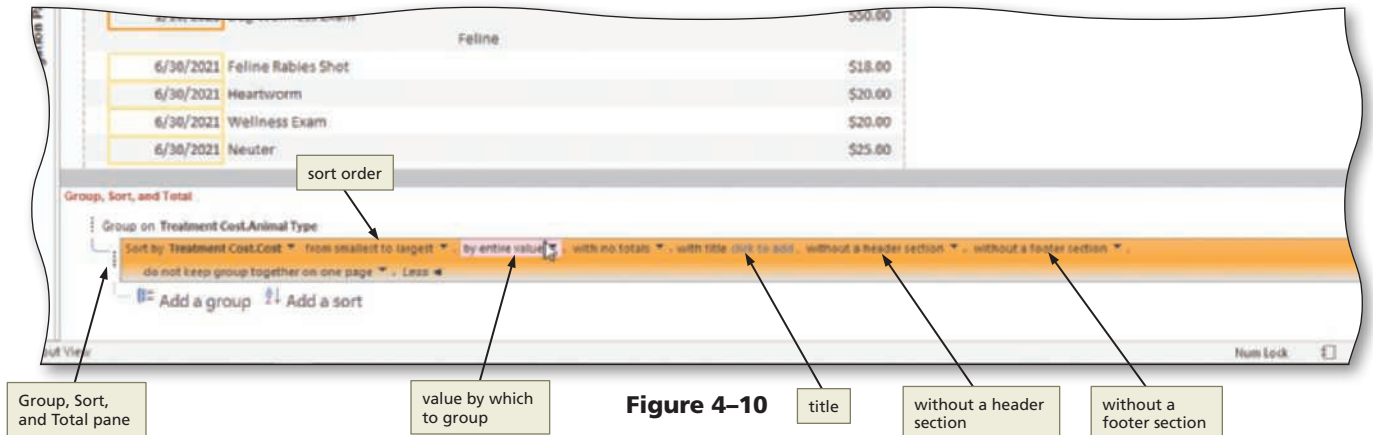 $50.00
Feline
6/30/2021 Feline Rabies Shot $18.00
6/30/2021 Heartworm $20.00
6/30/2021 Wellness Exam $20.00
6/30/2021 Neuter $25.00
sort order
Group, Sort, and Total
Group on Treatment Cost.Animal Type
Sort by Treatment Cost.Cost from smallest to largest , by entire value , with no totals , with title click to add , without a header section , without a footer section ,
do not keep group together on one page , Less
Add a group Add a sort
View Num Lock
Group, Sort,
and Total pane
value by which
to group
Figure 4–10
title
without a header
section
without a
footer section